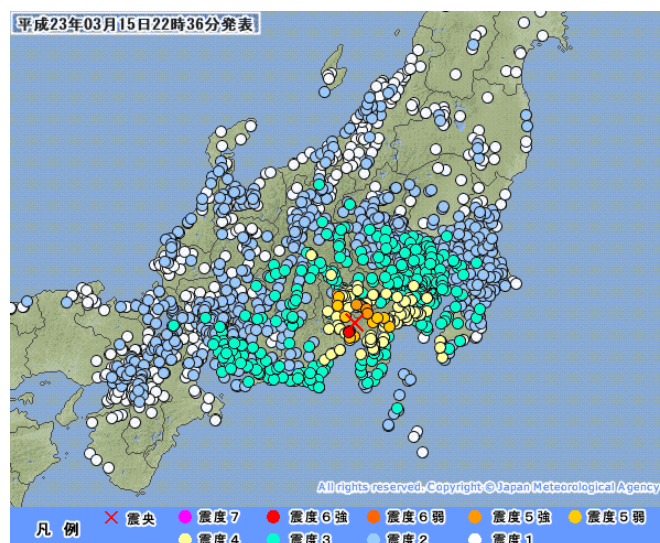 平成23年03月15日22時36分発表
All rights reserved. Copyright © Japan Meteorological Agency
凡 例 震央 震度7 震度6強 震度6弱 震度5強 震度5弱
震度4 震度3 震度2 震度1